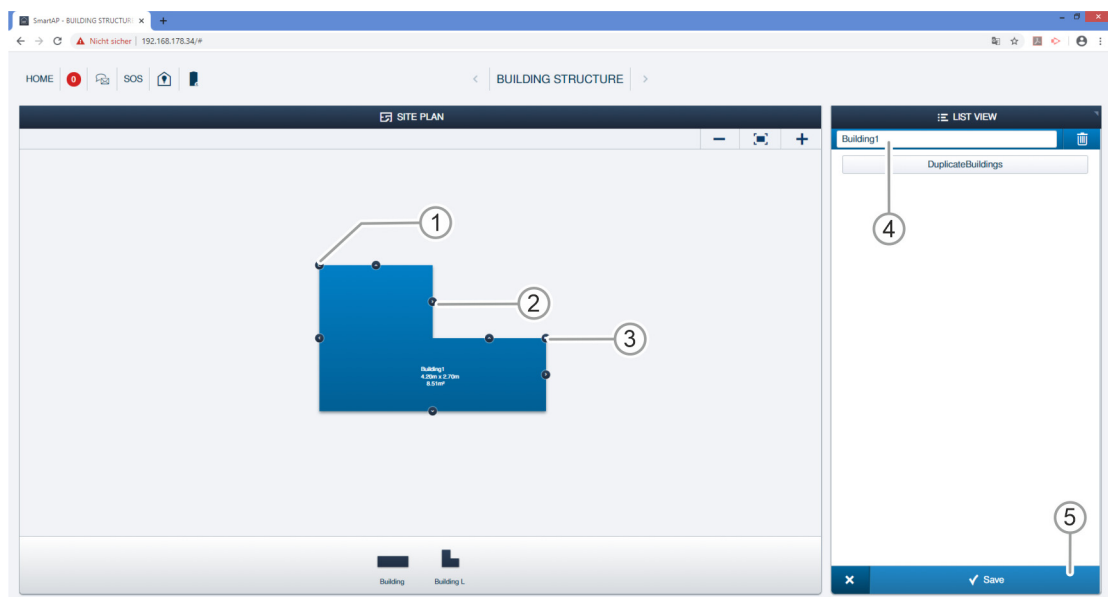 SmartAP - BUILDING STRUCTUR
Nicht sicher | 192.168.178.34/#
HOME 0 SOS BUILDING STRUCTURE
SITE PLAN
LIST VIEW
Building1
DuplicateBuildings
1
2
3
4
5
Building1
4.20m x 2.70m
8.51m²
Building
Building L
Save